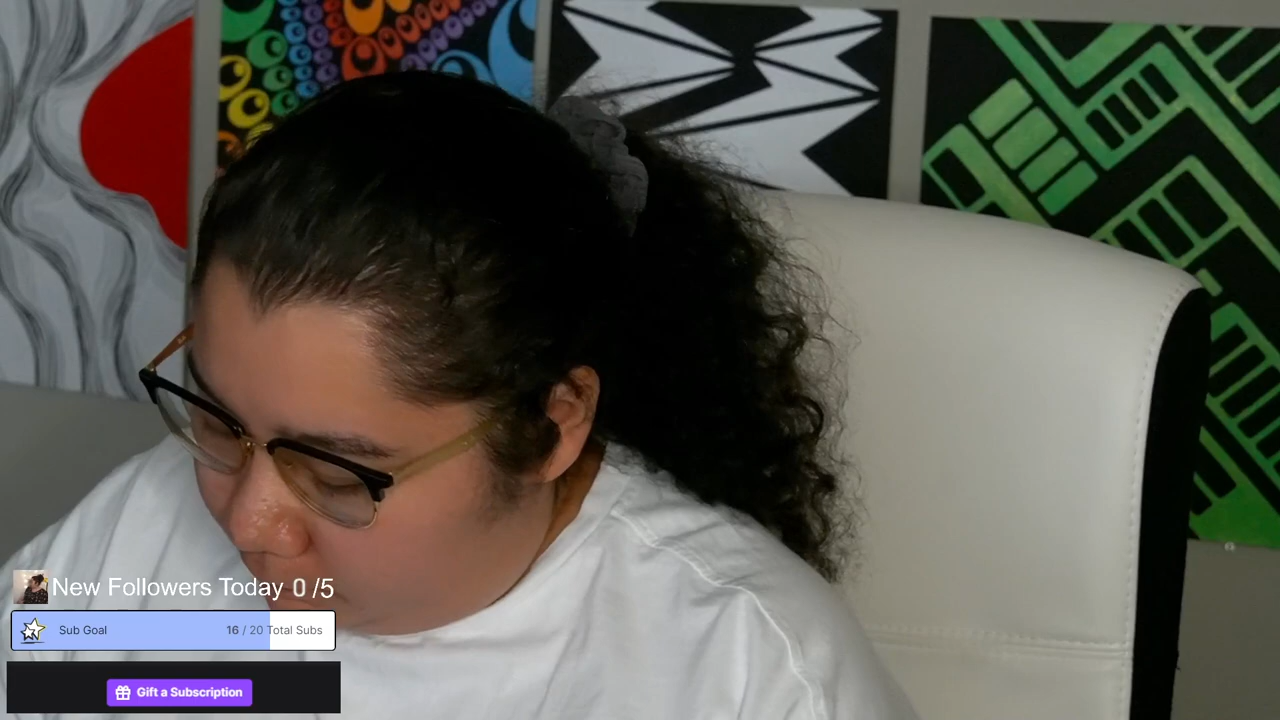 New Followers Today 0 /5
Sub Goal 16 / 20 Total Subs
Gift a Subscription